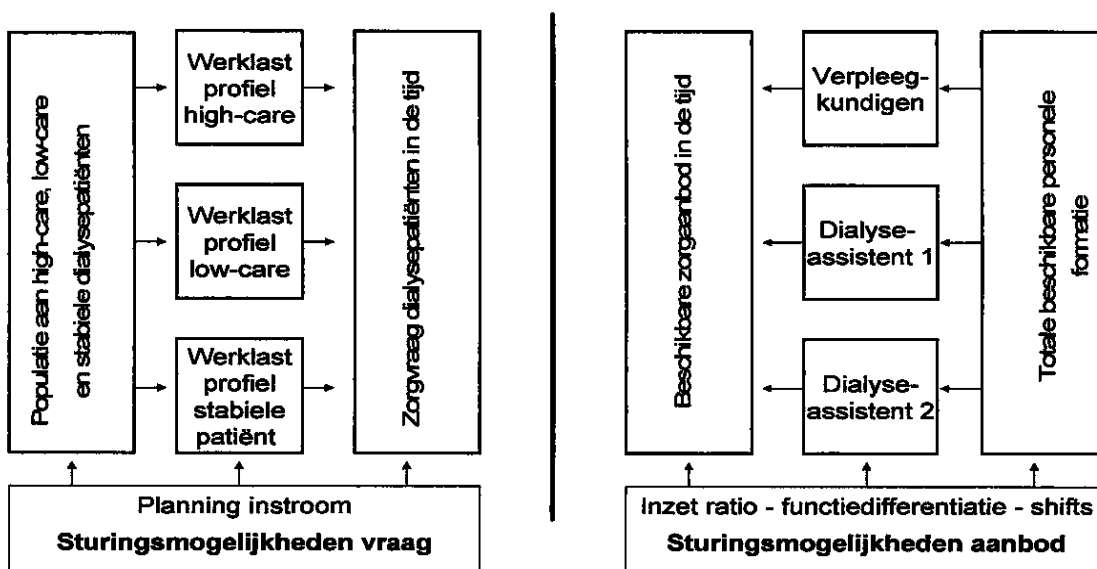 Populatie aan high-care, low-care
en stabiele dialysepatiënten
Werklast
profiel
high-care
Werklast
profiel
low-care
Werklast
profiel
stabiele
patiënt
Zorgvraag dialysepatiënten in de tijd
Planning instroom
Sturingsmogelijkheden vraag
Beschikbare zorgaanbod in de tijd
Verpleeg-
kundigen
Dialyse-
assistent 1
Dialyse-
assistent 2
Totale beschikbare personele
formatie
Inzet ratio - functiedifferentiatie - shifts
Sturingsmogelijkheden aanbod